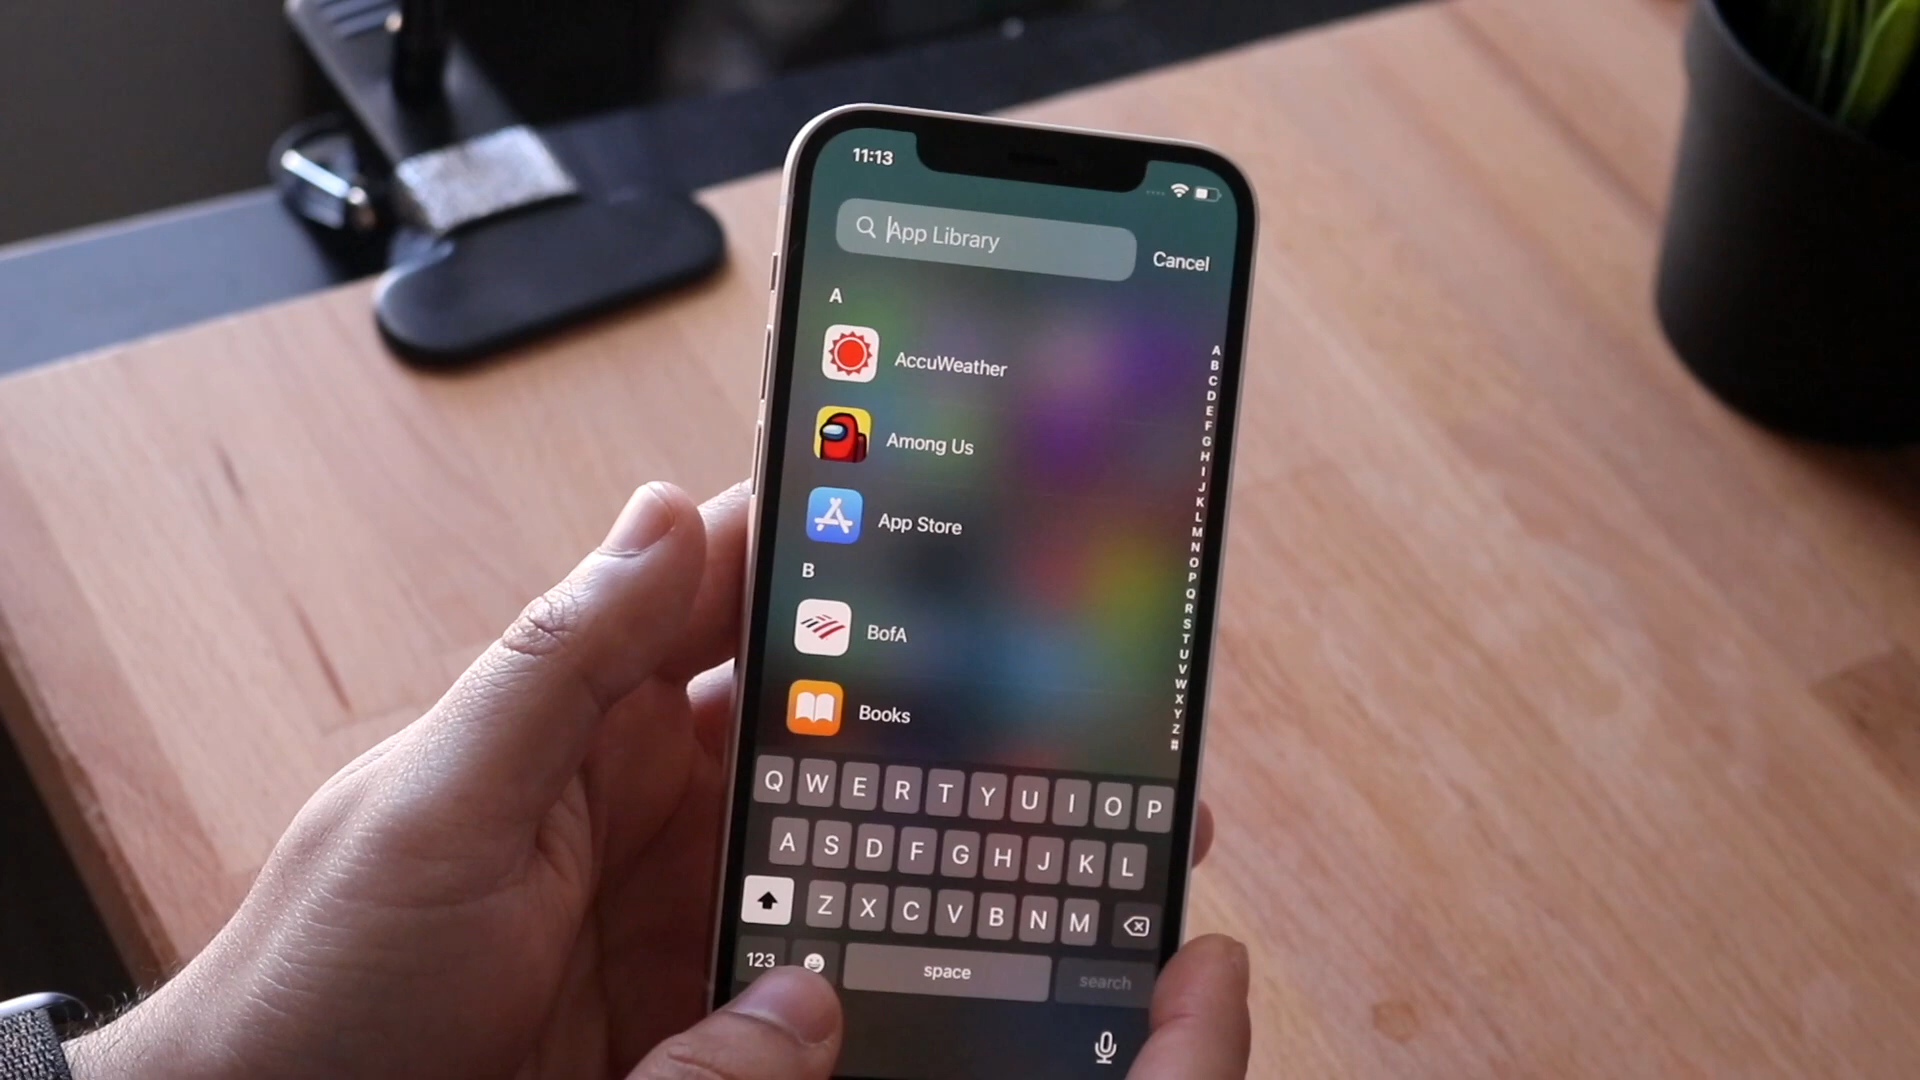 11:13
App Library
Cancel
A
AccuWeather
Among Us
App Store
B
BofA
Books
A
B
C
D
E
F
G
H
I
J
K
L
M
N
O
P
Q
R
S
T
U
V
W
X
Y
Z
#
Q W E R T Y U I O P
A S D F G H J K L
Z X C V B N M
123 space search